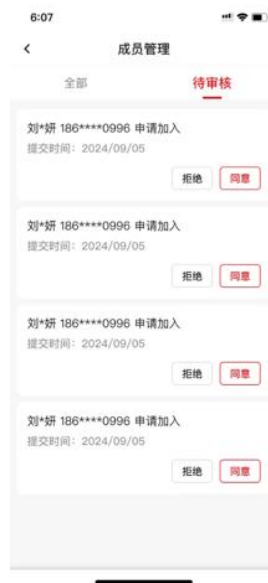 6:07
成员管理
全部 待审核
刘*妍 186****0996 申请加入
提交时间：2024/09/05
拒绝 同意
刘*妍 186****0996 申请加入
提交时间：2024/09/05
拒绝 同意
刘*妍 186****0996 申请加入
提交时间：2024/09/05
拒绝 同意
刘*妍 186****0996 申请加入
提交时间：2024/09/05
拒绝 同意